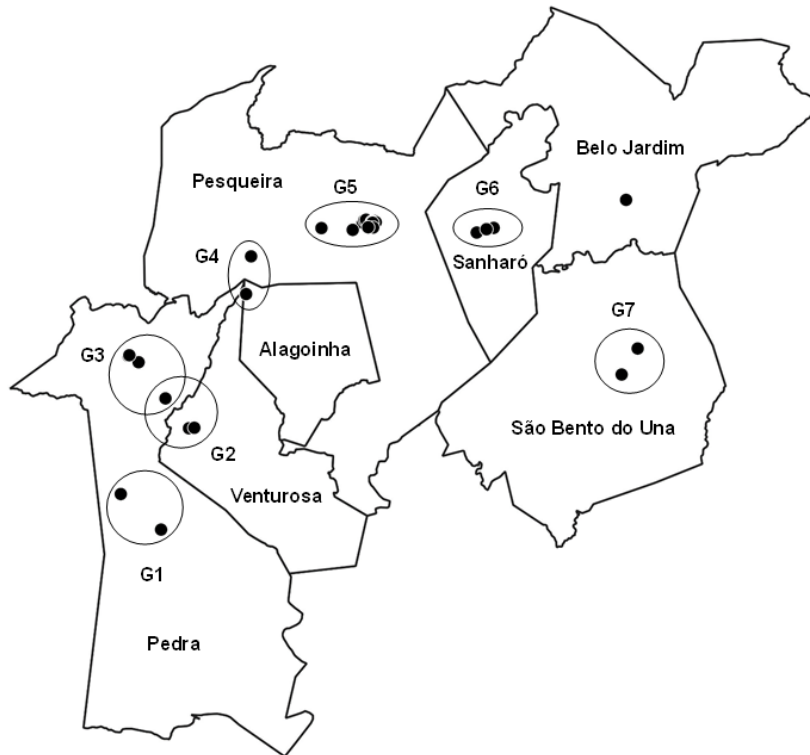 Belo Jardim
Pesqueira
G5
G6
G4
Sanharó
G7
G3
Alagoinha
São Bento do Una
G2
Venturosa
G1
Pedra